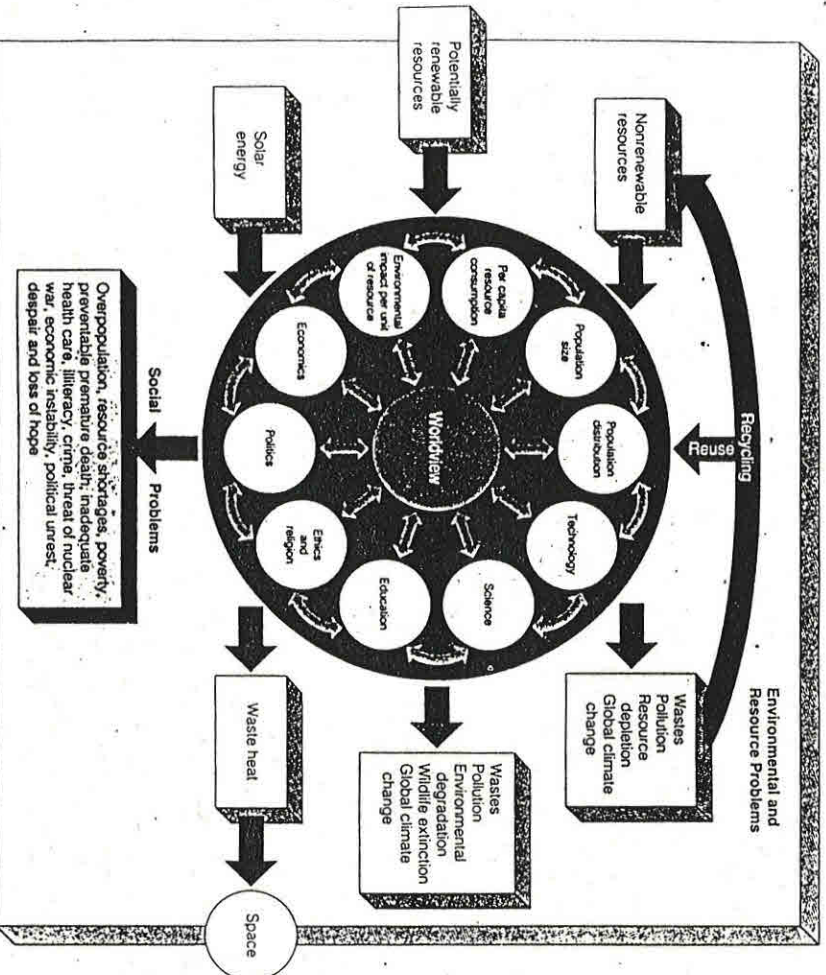 Environmental and
Resource Problems
Recycling
Reuse
Nonrenewable
resources
Potentially
renewable
resources
Solar
energy
Worldview
Per capita
resource
consumption
Population
size
Population
distribution
Technology
Science
Education
Ethics
and
religion
Politics
Economics
Environmental
impact per unit
of resource
Wastes
Pollution
Resource
depletion
Global climate
change
Wastes
Pollution
Environmental
degradation
Wildlife extinction
Global climate
change
Waste heat
Space
Social Problems
Overpopulation, resource shortages, poverty,
preventable premature death, inadequate
health care, illiteracy, crime, threat of nuclear
war, economic instability, political unrest,
despair and loss of hope